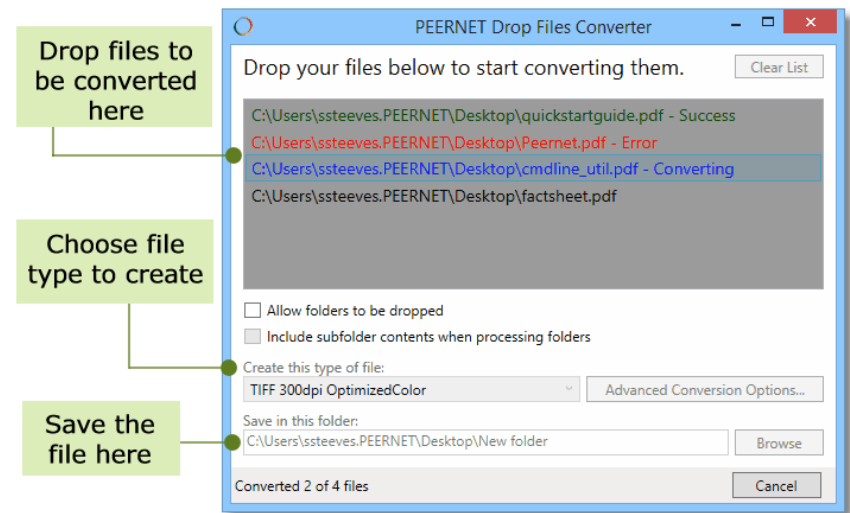 PEERNET Drop Files Converter
Drop files to
be converted
here
Drop your files below to start converting them.
Clear List
C:\Users\ssteeves.PEERNET\Desktop\quickstartguide.pdf - Success
C:\Users\ssteeves.PEERNET\Desktop\Peernet.pdf - Error
C:\Users\ssteeves.PEERNET\Desktop\cmdline_util.pdf - Converting
C:\Users\ssteeves.PEERNET\Desktop\factsheet.pdf
Choose file
type to create
Allow folders to be dropped
Include subfolder contents when processing folders
Create this type of file:
TIFF 300dpi OptimizedColor
Advanced Conversion Options...
Save the
file here
Save in this folder:
C:\Users\ssteeves.PEERNET\Desktop\New folder
Browse
Converted 2 of 4 files
Cancel